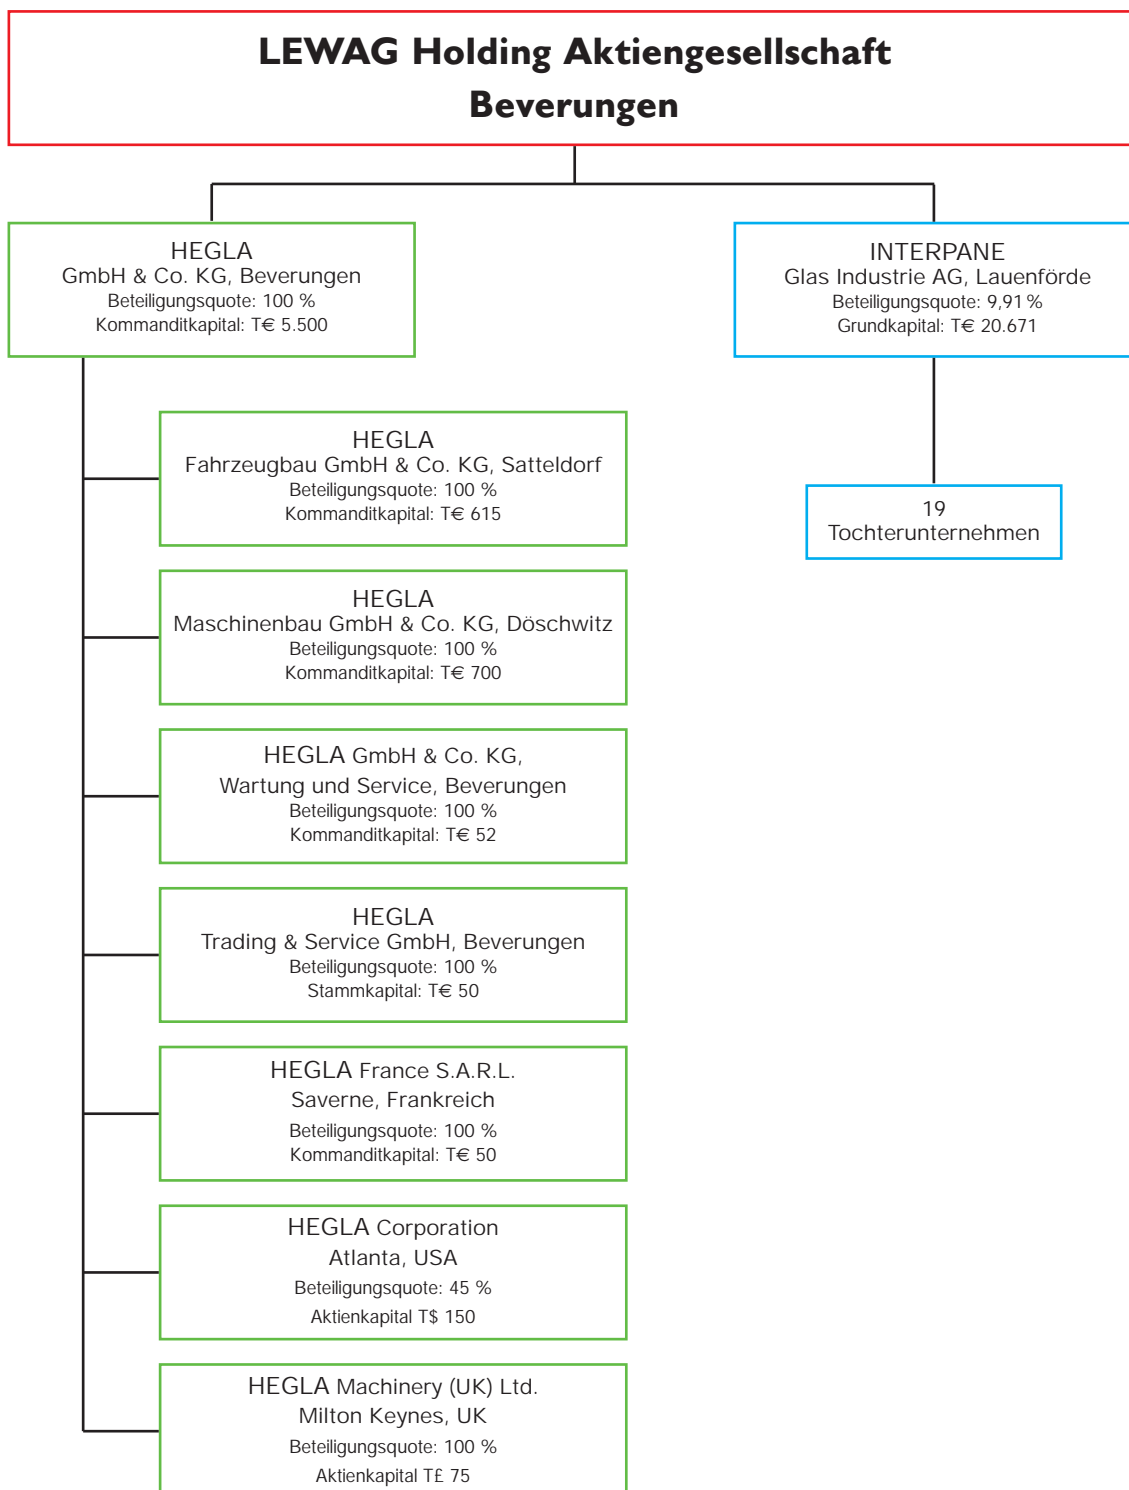 LEWAG Holding Aktiengesellschaft
Beverungen
HEGLA
GmbH & Co. KG, Beverungen
Beteiligungsquote: 100 %
Kommanditkapital: T€ 5.500
INTERPANE
Glas Industrie AG, Lauenförde
Beteiligungsquote: 9,91 %
Grundkapital: T€ 20.671
19
Tochterunternehmen
HEGLA
Fahrzeugbau GmbH & Co. KG, Satteldorf
Beteiligungsquote: 100 %
Kommanditkapital: T€ 615
HEGLA
Maschinenbau GmbH & Co. KG, Döschwitz
Beteiligungsquote: 100 %
Kommanditkapital: T€ 700
HEGLA GmbH & Co. KG,
Wartung und Service, Beverungen
Beteiligungsquote: 100 %
Kommanditkapital: T€ 52
HEGLA
Trading & Service GmbH, Beverungen
Beteiligungsquote: 100 %
Stammkapital: T€ 50
HEGLA France S.A.R.L.
Saverne, Frankreich
Beteiligungsquote: 100 %
Kommanditkapital: T€ 50
HEGLA Corporation
Atlanta, USA
Beteiligungsquote: 45 %
Aktienkapital T$ 150
HEGLA Machinery (UK) Ltd.
Milton Keynes, UK
Beteiligungsquote: 100 %
Aktienkapital T£ 75